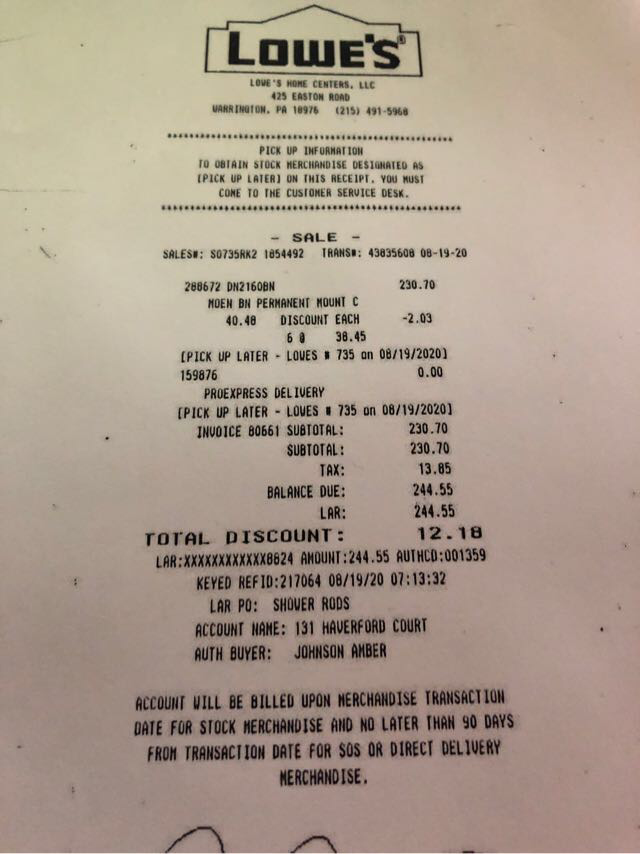 LOWE'S®
LOWE'S HOME CENTERS, LLC
425 EASTON ROAD
WARRINGTON, PA 18976 (215) 491-5968
PICK UP INFORMATION
TO OBTAIN STOCK MERCHANDISE DESIGNATED AS
[PICK UP LATER] ON THIS RECEIPT, YOU MUST
COME TO THE CUSTOMER SERVICE DESK.
- SALE -
SALES#: S0735RK2 1854492 TRANS#: 43835608 08-19-20
288672 DN2160BN 230.70
MOEN BN PERMANENT MOUNT C
40.48 DISCOUNT EACH -2.03
6 @ 38.45
[PICK UP LATER - LOWES # 735 on 08/19/2020]
159876 0.00
PROEXPRESS DELIVERY
[PICK UP LATER - LOWES # 735 on 08/19/2020]
INVOICE 80661 SUBTOTAL: 230.70
SUBTOTAL: 230.70
TAX: 13.85
BALANCE DUE: 244.55
LAR: 244.55
TOTAL DISCOUNT: 12.18
LAR:XXXXXXXXXXXX8824 AMOUNT:244.55 AUTHCD:001359
KEYED REFID:217064 08/19/20 07:13:32
LAR PO: SHOWER RODS
ACCOUNT NAME: 131 HAVERFORD COURT
AUTH BUYER: JOHNSON AMBER
ACCOUNT WILL BE BILLED UPON MERCHANDISE TRANSACTION
DATE FOR STOCK MERCHANDISE AND NO LATER THAN 90 DAYS
FROM TRANSACTION DATE FOR SOS OR DIRECT DELIVERY
MERCHANDISE.